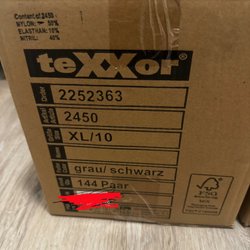 Content of: 2450
NYLON: 50%
ELASTHAN: 10%
NITRIL: 40%
teXXor®
2252363
2450
XL/10
grau/ schwarz
144 Paar
FSC